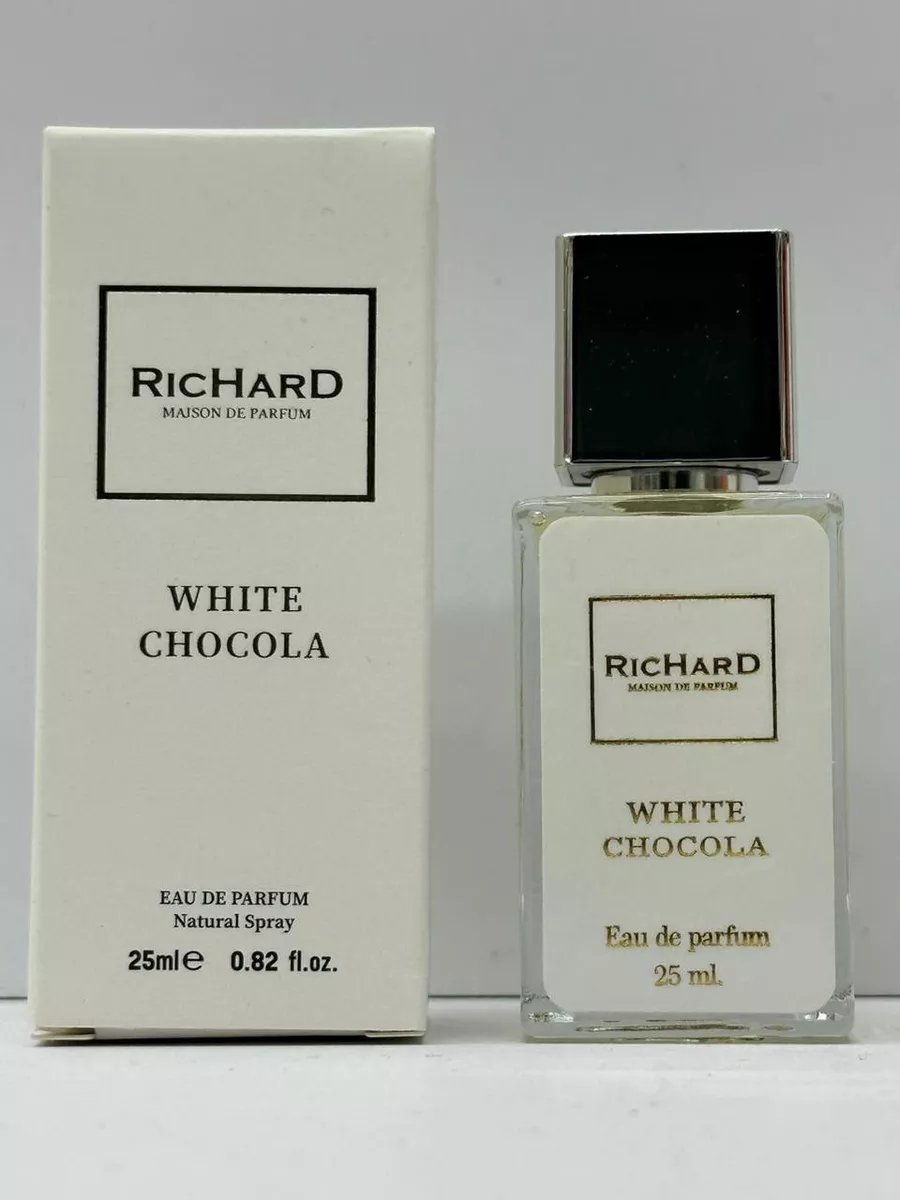 RICHARD
MAISON DE PARFUM
WHITE
CHOCOLA
EAU DE PARFUM
Natural Spray
25ml℮ 0.82 fl.oz.
RICHARD
MAISON DE PARFUM
WHITE
CHOCOLA
Eau de parfum
25 ml.